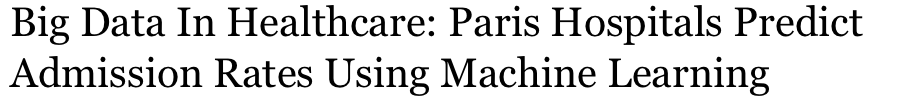 Big Data In Healthcare: Paris Hospitals Predict
Admission Rates Using Machine Learning